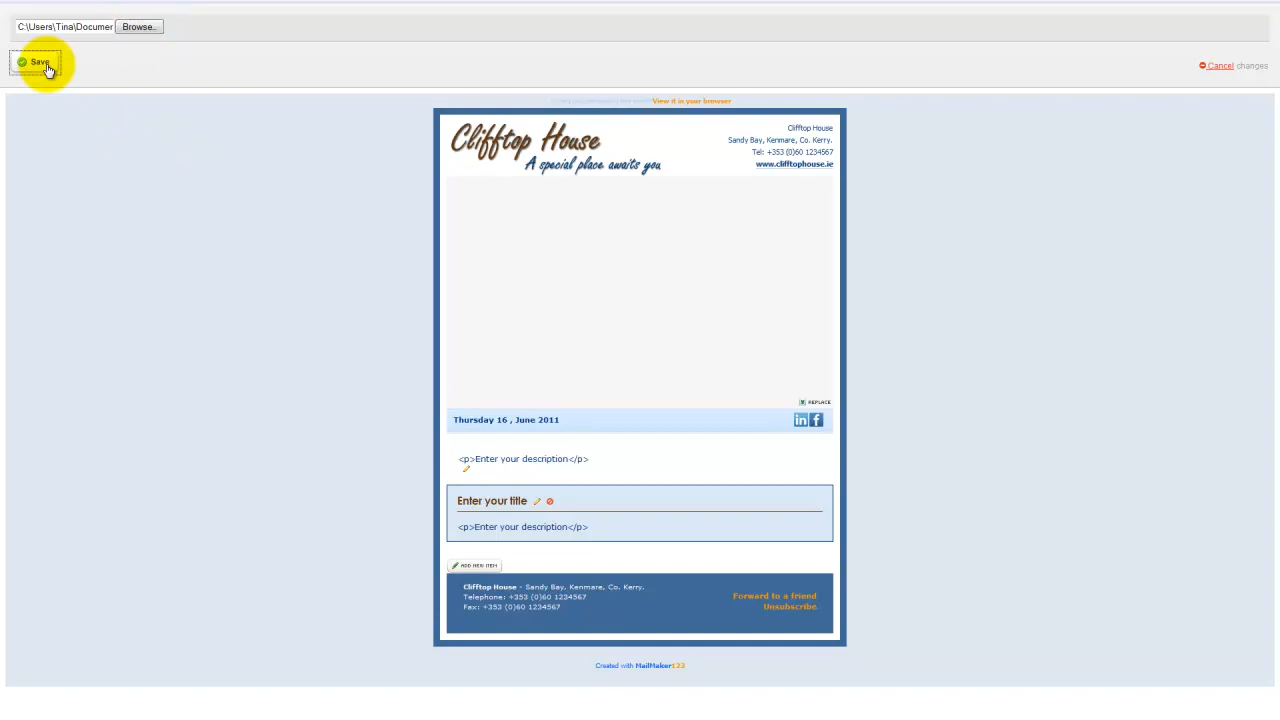 C:\Users\Tina\Documer Browse..
Save
Cancel changes
View it in your browser
Clifftop House
A special place awaits you
Clifftop House
Sandy Bay, Kenmare, Co. Kerry.
Tel: +353 (0)60 1234567
www.clifftophouse.ie
REPLACE
Thursday 16 , June 2011
in f
<p>Enter your description</p>
Enter your title
<p>Enter your description</p>
ADD NEW ITEM
Clifftop House - Sandy Bay, Kenmare, Co. Kerry.
Telephone: +353 (0)60 1234567
Fax: +353 (0)60 1234567
Forward to a friend
Unsubscribe
Created with MailMaker123